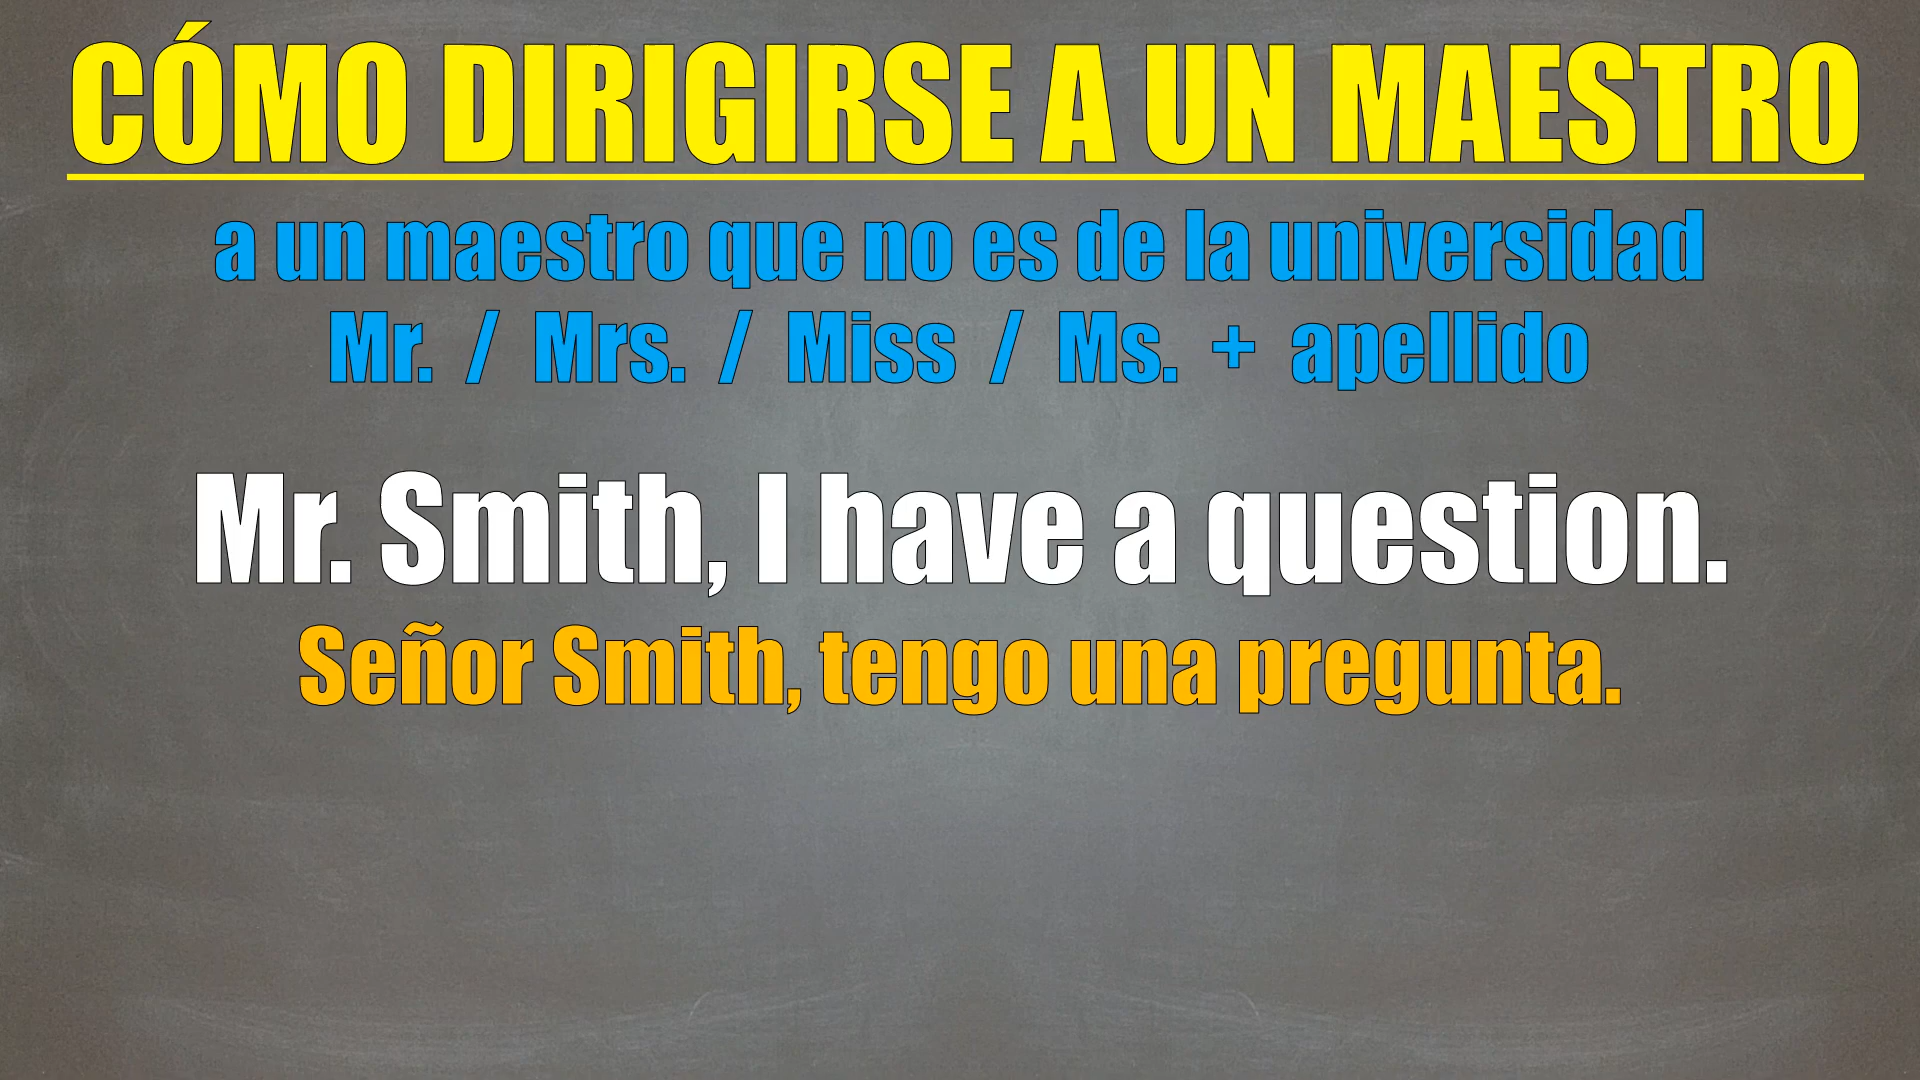 CÓMO DIRIGIRSE A UN MAESTRO
a un maestro que no es de la universidad
Mr. / Mrs. / Miss / Ms. + apellido
Mr. Smith, I have a question.
Señor Smith, tengo una pregunta.